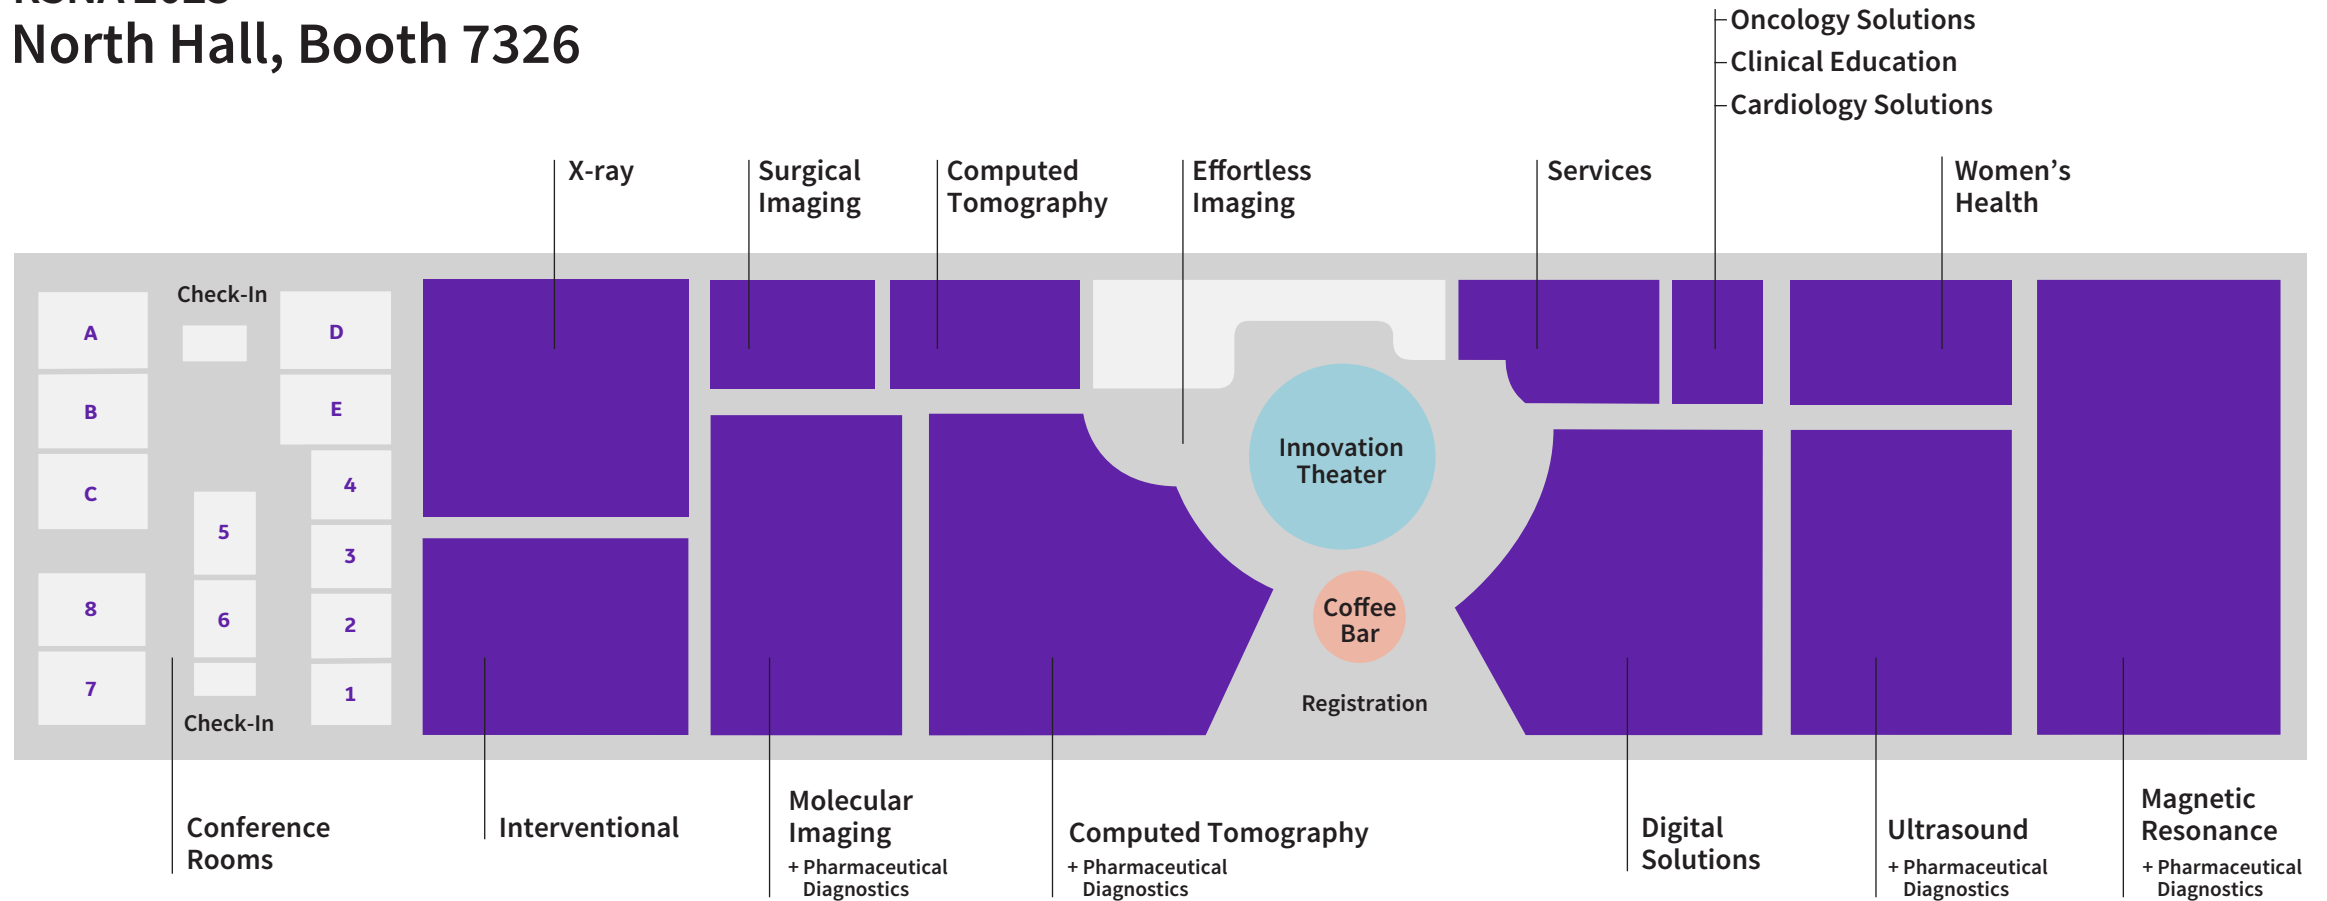 North Hall, Booth 7326
Oncology Solutions
Clinical Education
Cardiology Solutions
X-ray
Surgical
Imaging
Computed
Tomography
Effortless
Imaging
Services
Women’s
Health
Check-In
A
B
C
D
E
4
3
2
1
5
6
8
7
Check-In
Innovation
Theater
Coffee
Bar
Registration
Conference
Rooms
Interventional
Molecular
Imaging
+ Pharmaceutical
Diagnostics
Computed Tomography
+ Pharmaceutical
Diagnostics
Digital
Solutions
Ultrasound
+ Pharmaceutical
Diagnostics
Magnetic
Resonance
+ Pharmaceutical
Diagnostics